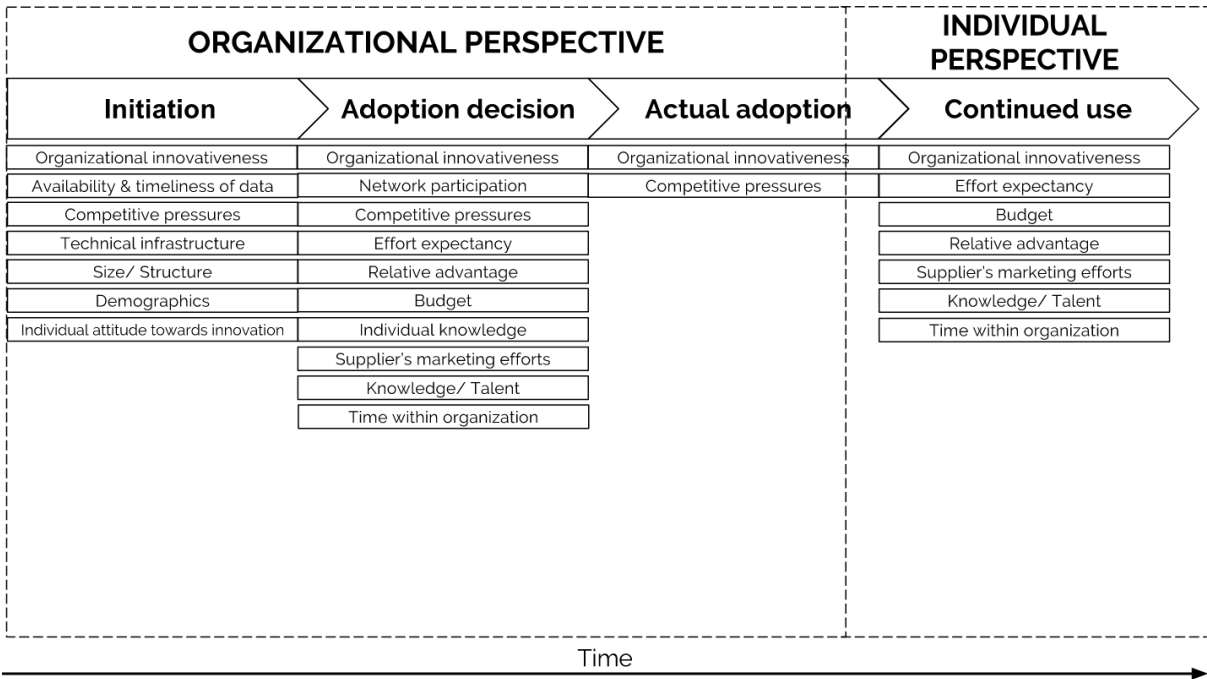 ORGANIZATIONAL PERSPECTIVE
INDIVIDUAL
PERSPECTIVE
Initiation
Adoption decision
Actual adoption
Continued use
Organizational innovativeness
Availability & timeliness of data
Competitive pressures
Technical infrastructure
Size/ Structure
Demographics
Individual attitude towards innovation
Organizational innovativeness
Network participation
Competitive pressures
Effort expectancy
Relative advantage
Budget
Individual knowledge
Supplier's marketing efforts
Knowledge/ Talent
Time within organization
Organizational innovativeness
Competitive pressures
Organizational innovativeness
Effort expectancy
Budget
Relative advantage
Supplier's marketing efforts
Knowledge/ Talent
Time within organization
Time